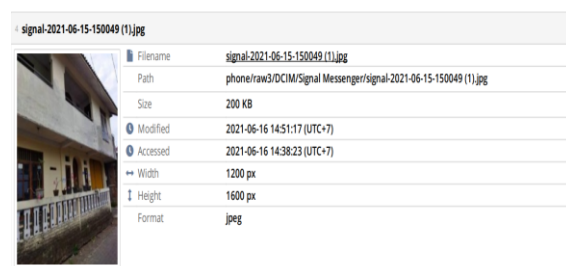 4 signal-2021-06-15-150049 (1).jpg
Filename signal-2021-06-15-150049 (1).jpg
Path phone/raw3/DCIM/Signal Messenger/signal-2021-06-15-150049 (1).jpg
Size 200 KB
Modified 2021-06-16 14:51:17 (UTC+7)
Accessed 2021-06-16 14:38:23 (UTC+7)
Width 1200 px
Height 1600 px
Format jpeg